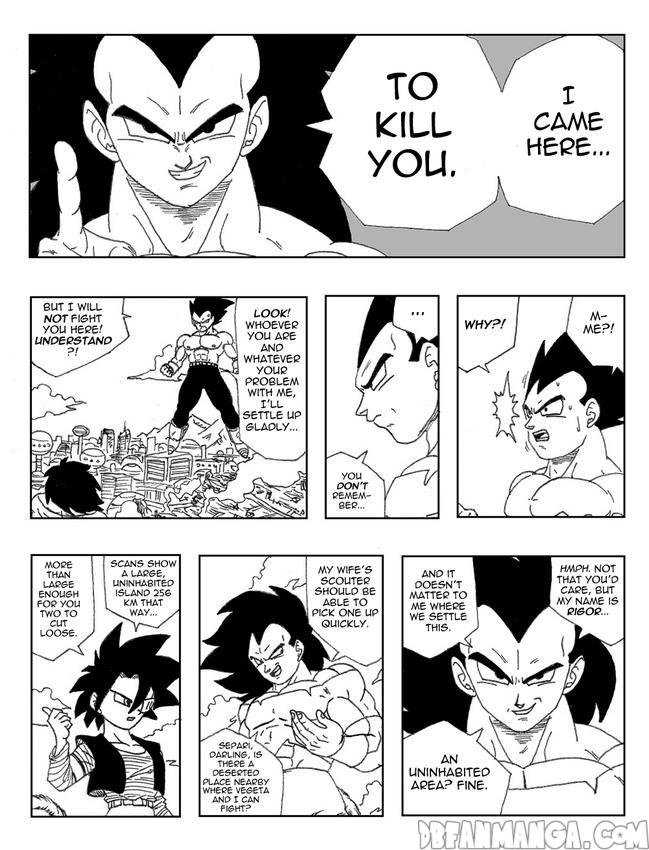 I
CAME
HERE...
TO
KILL
YOU.
M-
ME?!
WHY?!
...
YOU
DON'T
REMEM-
BER...
LOOK!
WHOEVER
YOU ARE
AND
WHATEVER
YOUR
PROBLEM
WITH ME,
I'LL
SETTLE UP
GLADLY...
BUT I WILL
NOT FIGHT
YOU HERE!
UNDERSTAND
?!
HMPH. NOT
THAT YOU'D
CARE, BUT
MY NAME IS
RIGOR...
AND IT
DOESN'T
MATTER TO
ME WHERE
WE SETTLE
THIS.
AN
UNINHABITED
AREA? FINE.
MY WIFE'S
SCOUTER
SHOULD BE
ABLE TO
PICK ONE UP
QUICKLY.
SEPARI,
DARLING, IS
THERE A
DESERTED
PLACE NEARBY
WHERE VEGETA
AND I CAN
FIGHT?
SCANS SHOW
A LARGE,
UNINHABITED
ISLAND 256
KM THAT
WAY...
MORE
THAN
LARGE
ENOUGH
FOR YOU
TWO TO
CUT
LOOSE.
DBFANMANGA.COM